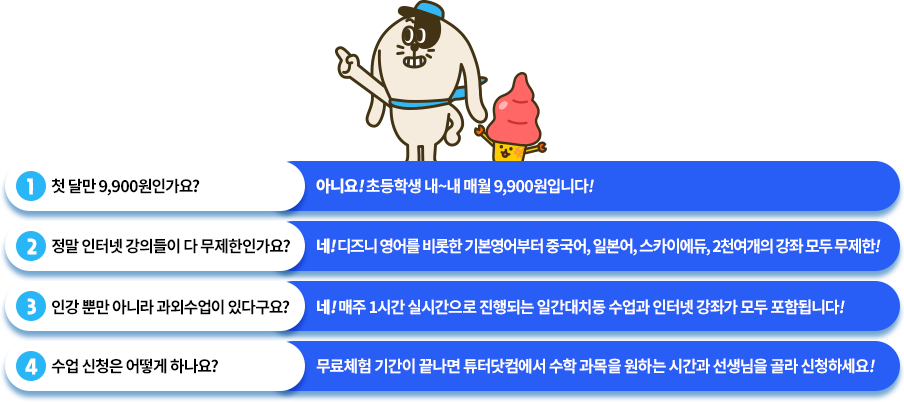 1 첫 달만 9,900원인가요? 아니요! 초등학생 내~내 매월 9,900원입니다!
2 정말 인터넷 강의들이 다 무제한인가요? 네! 디즈니 영어를 비롯한 기본영어부터 중국어, 일본어, 스카이에듀, 2천여개의 강좌 모두 무제한!
3 인강 뿐만 아니라 과외수업이 있다구요? 네! 매주 1시간 실시간으로 진행되는 일간대치동 수업과 인터넷 강좌가 모두 포함됩니다!
4 수업 신청은 어떻게 하나요? 무료체험 기간이 끝나면 튜터닷컴에서 수학 과목을 원하는 시간과 선생님을 골라 신청하세요!